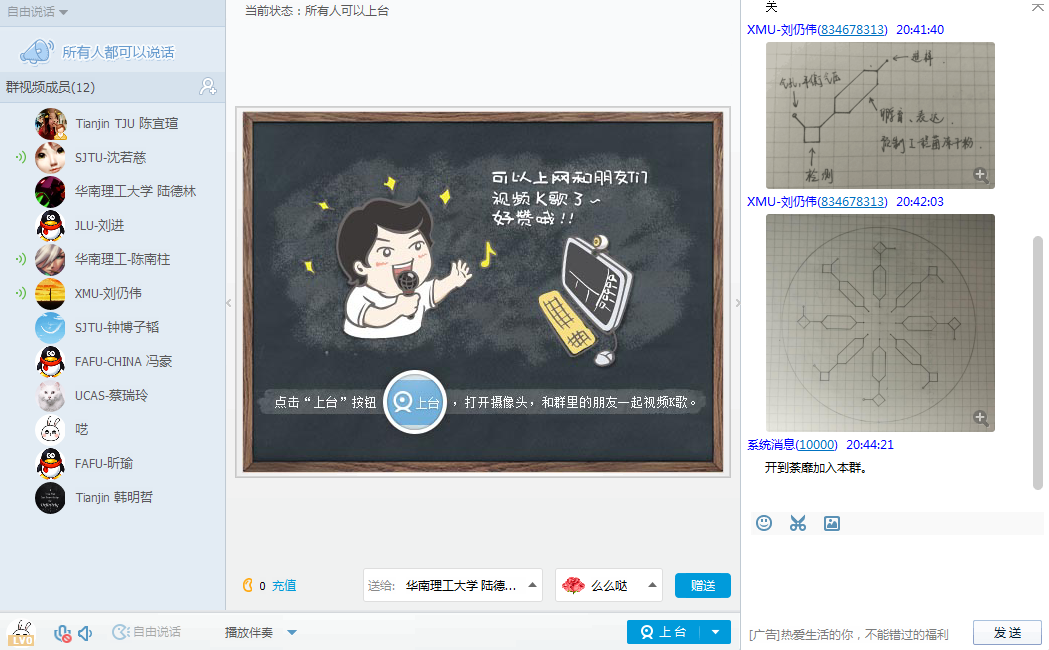 自由说话
所有人都可以说话
群视频成员(12)
Tianjin TJU 陈宜瑄
SJTU-沈若慈
华南理工大学 陆德林
JLU-刘进
华南理工-陈南柱
XMU-刘仍伟
SJTU-钟博子韬
FAFU-CHINA 冯豪
UCAS-蔡瑞玲
呓
FAFU-昕瑜
Tianjin 韩明哲
LV0
自由说话
当前状态：所有人可以上台
可以上网和朋友们
视频K歌了~
好赞哦!!
点击“上台”按钮
上台
，打开摄像头，和群里的朋友一起视频K歌。
0 充值
送给: 华南理工大学 陆德...
么么哒
赠送
播放伴奏
上台
关
XMU-刘仍伟(834678313) 20:41:40
进样
表达
检测
XMU-刘仍伟(834678313) 20:42:03
系统消息(10000) 20:44:21
开到荼靡加入本群。
[广告]热爱生活的你，不能错过的福利
发送